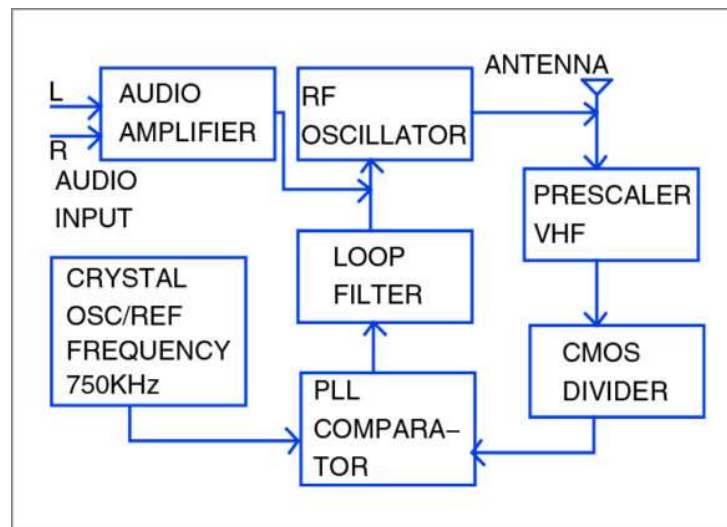 L
R
AUDIO
INPUT
AUDIO
AMPLIFIER
RF
OSCILLATOR
ANTENNA
PRESCALER
VHF
LOOP
FILTER
CRYSTAL
OSC/REF
FREQUENCY
750KHz
PLL
COMPARA-
TOR
CMOS
DIVIDER